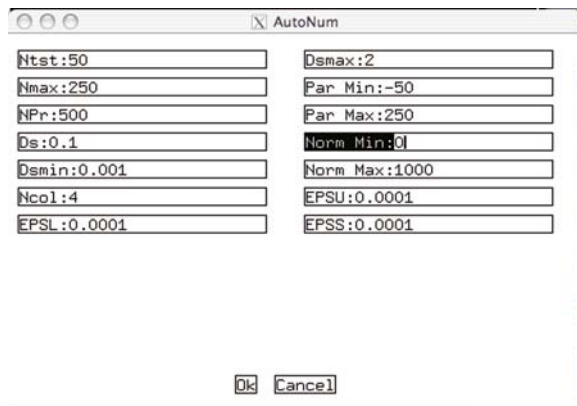 X AutoNum
Ntst:50
Nmax:250
NPr:500
Ds:0.1
Dsmin:0.001
Ncol:4
EPSL:0.0001
Dsmax:2
Par Min:-50
Par Max:250
Norm Min:0
Norm Max:1000
EPSU:0.0001
EPSS:0.0001
Ok Cancel